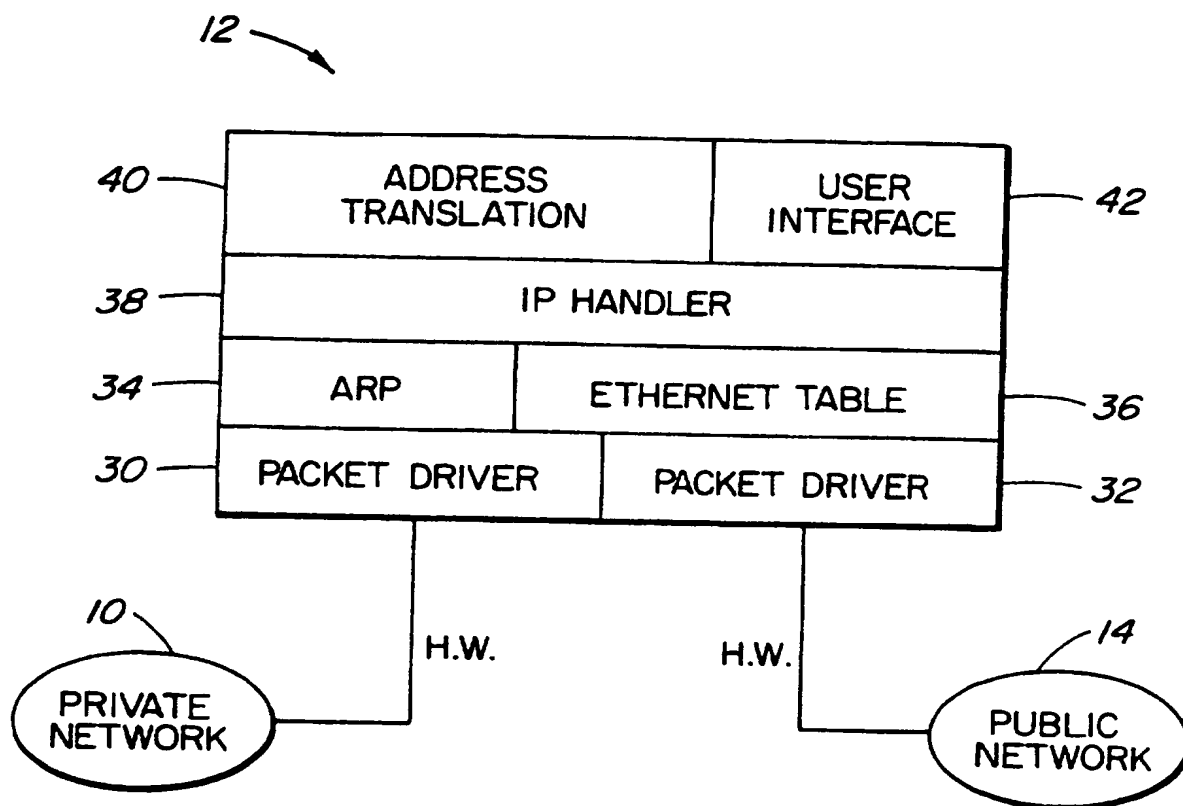 12
40
ADDRESS
TRANSLATION
USER
INTERFACE
42
38
IP HANDLER
34
ARP
ETHERNET TABLE
36
30
PACKET DRIVER
PACKET DRIVER
32
10
H.W.
H.W.
14
PRIVATE
NETWORK
PUBLIC
NETWORK